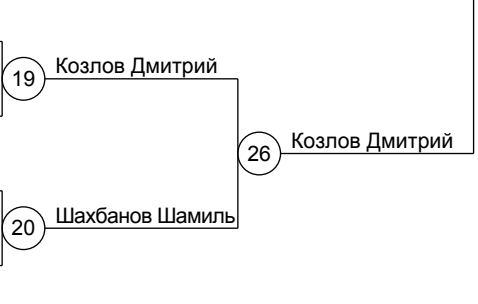 19 Козлов Дмитрий
26 Козлов Дмитрий
20 Шахбанов Шамиль